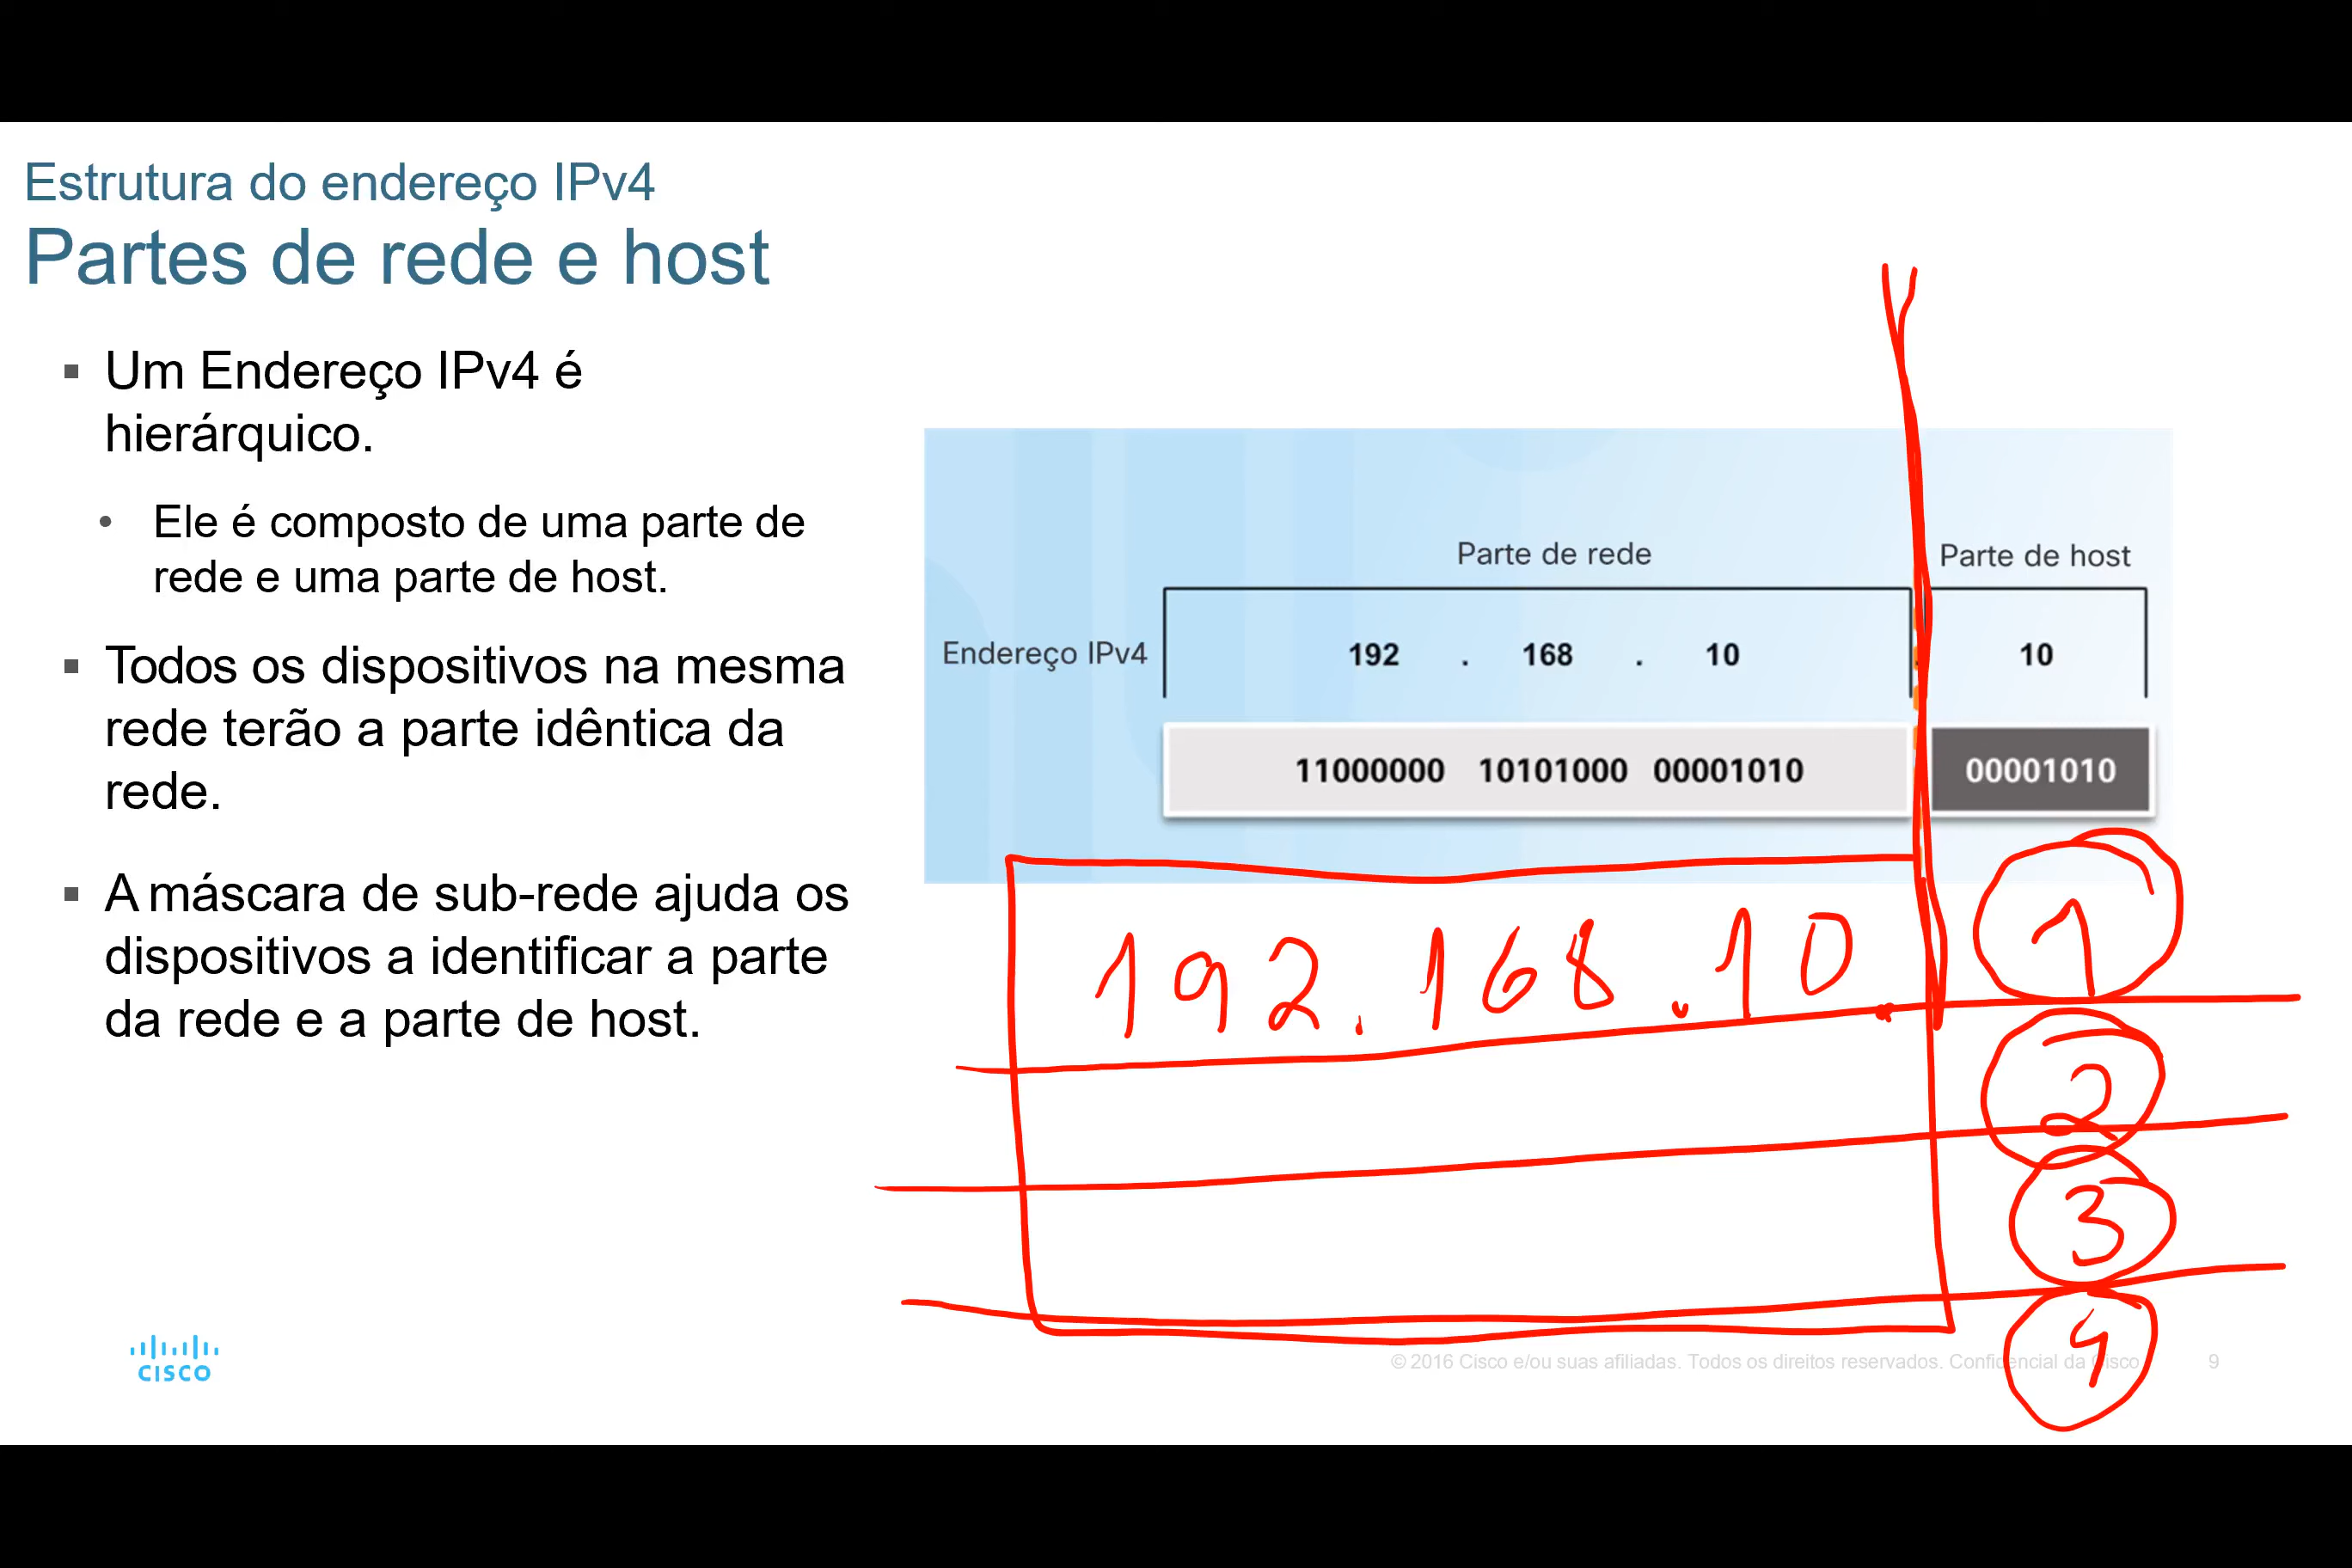 Estrutura do endereço IPv4
Partes de rede e host
▪ Um Endereço IPv4 é
hierárquico.
• Ele é composto de uma parte de
rede e uma parte de host.
▪ Todos os dispositivos na mesma
rede terão a parte idêntica da
rede.
▪ A máscara de sub-rede ajuda os
dispositivos a identificar a parte
da rede e a parte de host.
Parte de rede Parte de host
Endereço IPv4 192 . 168 . 10 . 10
11000000 10101000 00001010 00001010
192.168.10. 1
2
3
4
CISCO
© 2016 Cisco e/ou suas afiliadas. Todos os direitos reservados. Confidencial da Cisco 9